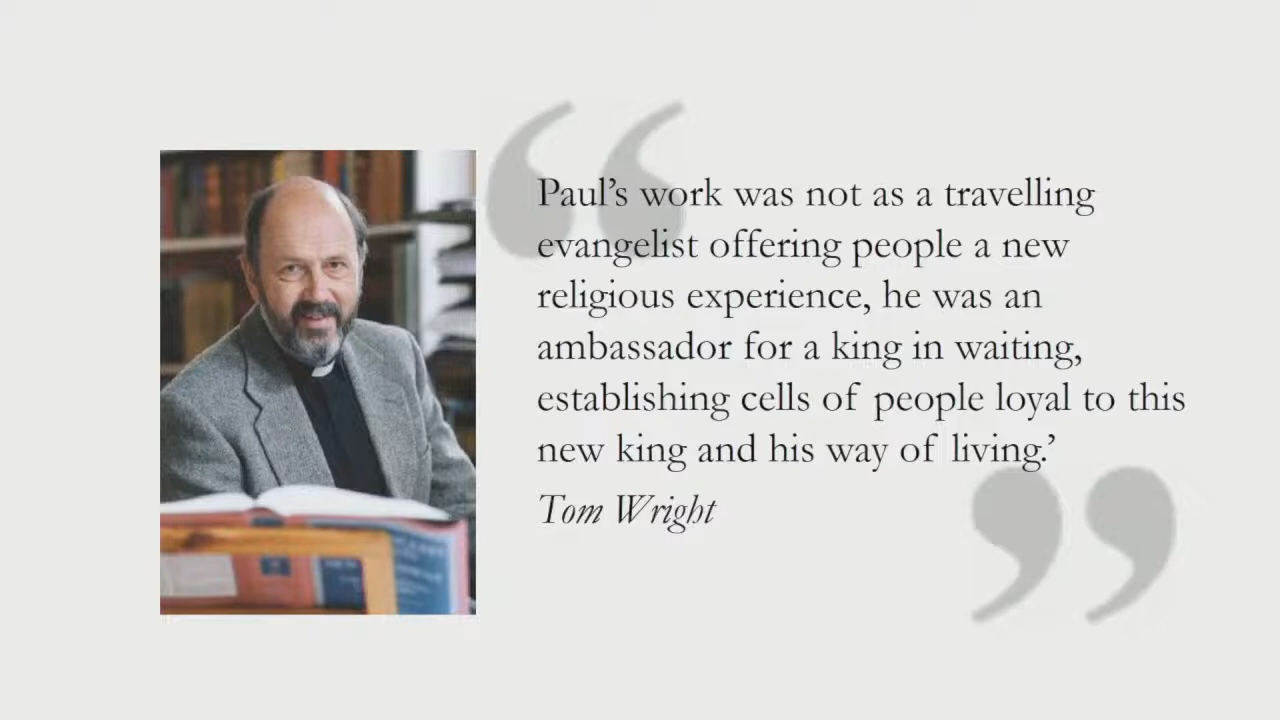 Paul’s work was not as a travelling
evangelist offering people a new
religious experience, he was an
ambassador for a king in waiting,
establishing cells of people loyal to this
new king and his way of living.’
Tom Wright